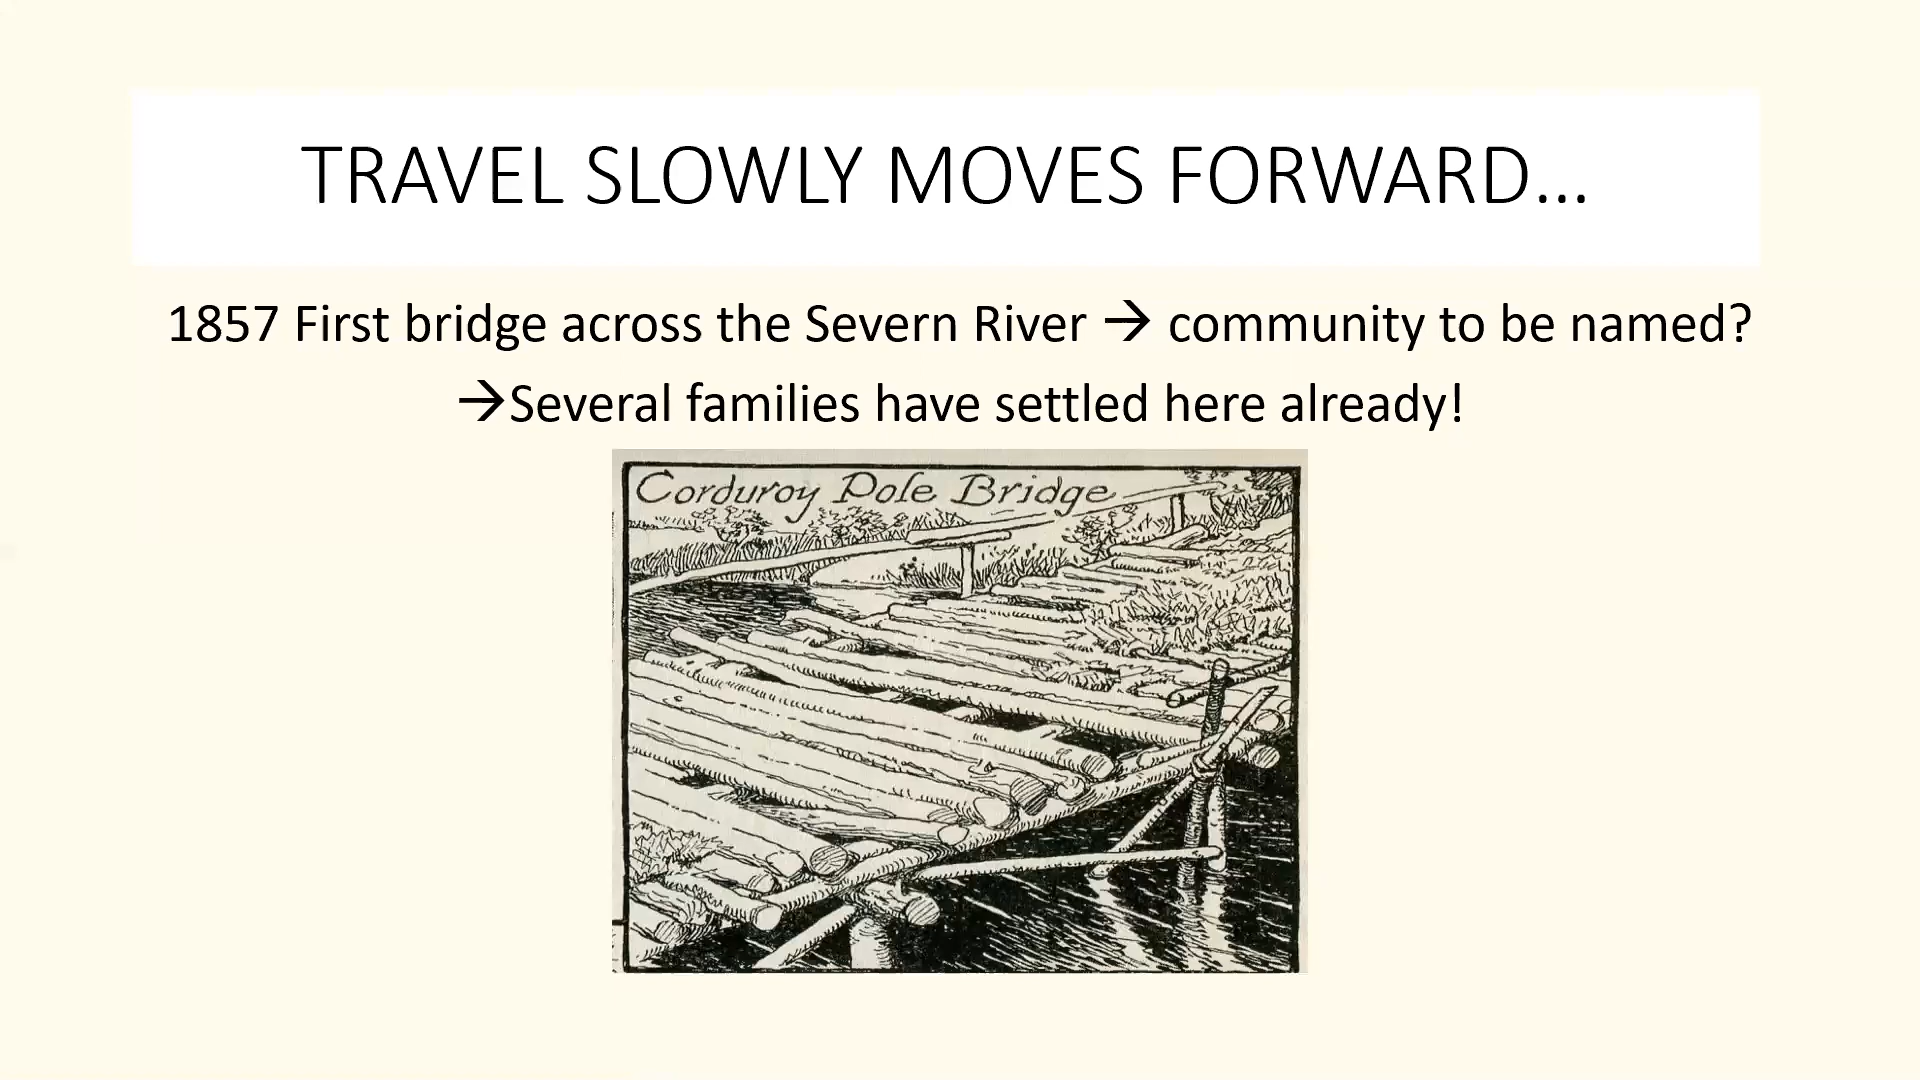 TRAVEL SLOWLY MOVES FORWARD...
1857 First bridge across the Severn River → community to be named?
→Several families have settled here already!
Corduroy Pole Bridge